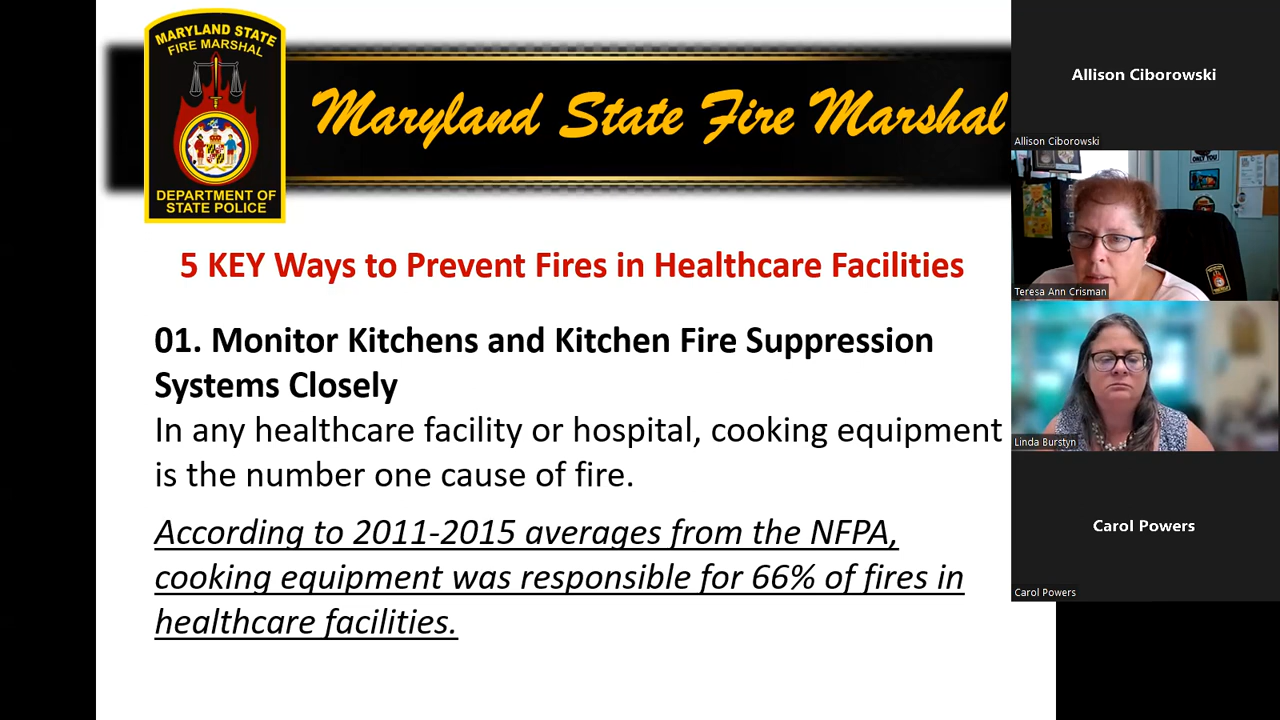 MARYLAND STATE
FIRE MARSHAL
DEPARTMENT OF
STATE POLICE
Maryland State Fire Marshal
5 KEY Ways to Prevent Fires in Healthcare Facilities
01. Monitor Kitchens and Kitchen Fire Suppression
Systems Closely
In any healthcare facility or hospital, cooking equipment
is the number one cause of fire.
According to 2011-2015 averages from the NFPA,
cooking equipment was responsible for 66% of fires in
healthcare facilities.
Allison Ciborowski
Allison Ciborowski
ONLY YOU
Teresa Ann Crisman
Linda Burstyn
Carol Powers
Carol Powers